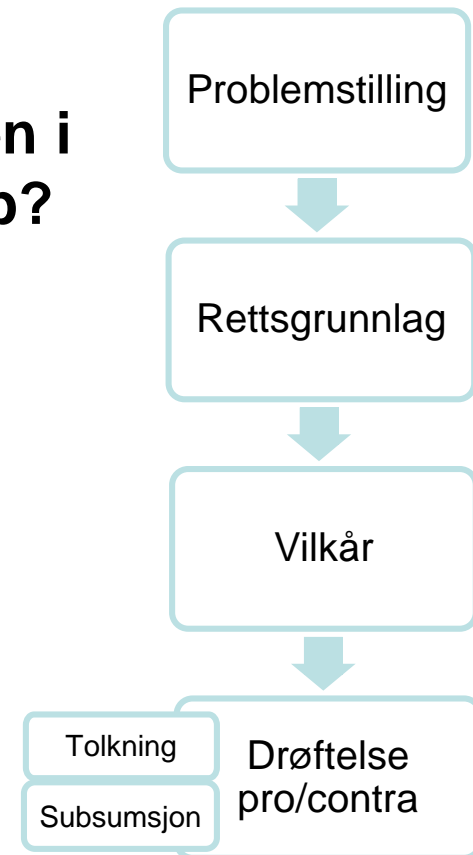 n i
p?
Problemstilling
Rettsgrunnlag
Vilkår
Tolkning
Subsumsjon
Drøftelse
pro/contra